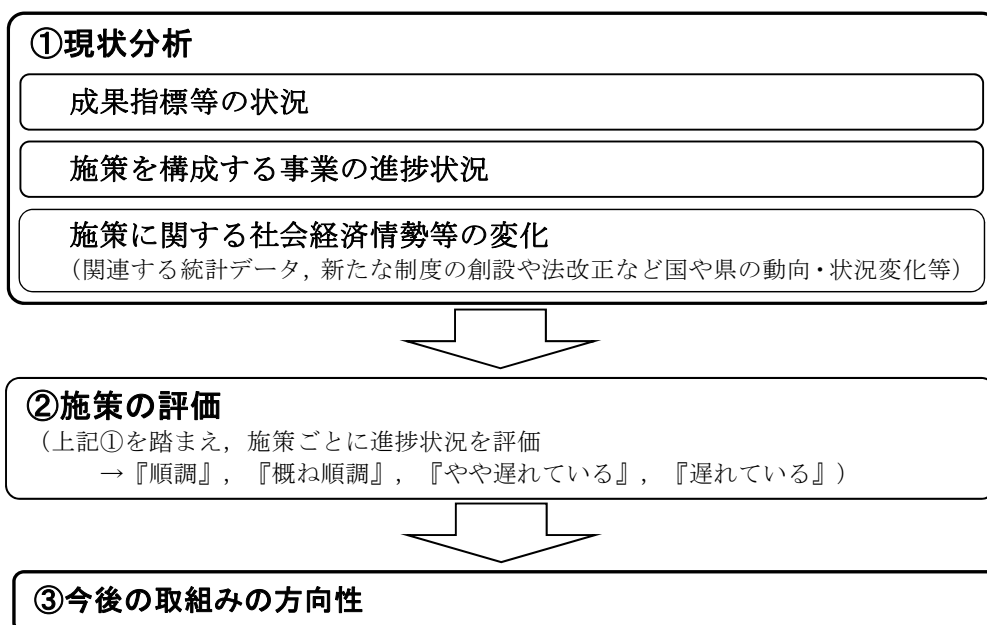 ①現状分析
成果指標等の状況
施策を構成する事業の進捗状況
施策に関する社会経済情勢等の変化
（関連する統計データ，新たな制度の創設や法改正など国や県の動向・状況変化等）
②施策の評価
（上記①を踏まえ，施策ごとに進捗状況を評価
→『順調』，『概ね順調』，『やや遅れている』，『遅れている』）
③今後の取組みの方向性